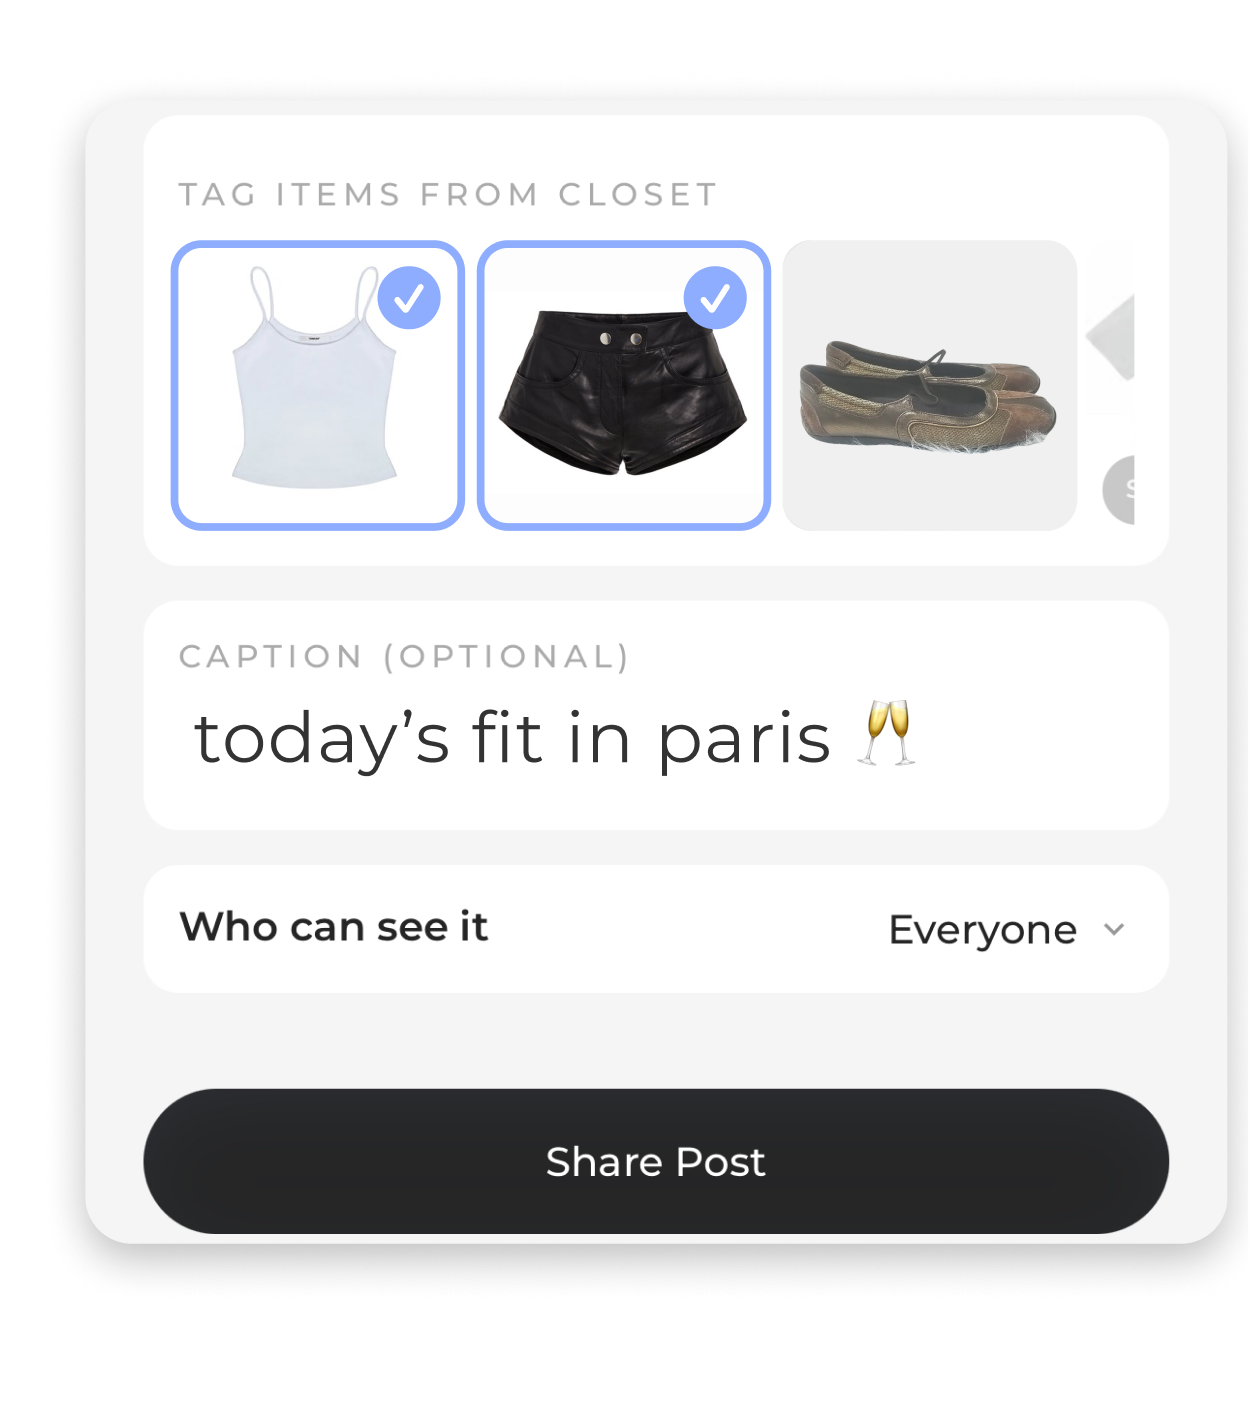 TAG ITEMS FROM CLOSET
CAPTION (OPTIONAL)
today’s fit in paris 🥂
Who can see it
Everyone
Share Post